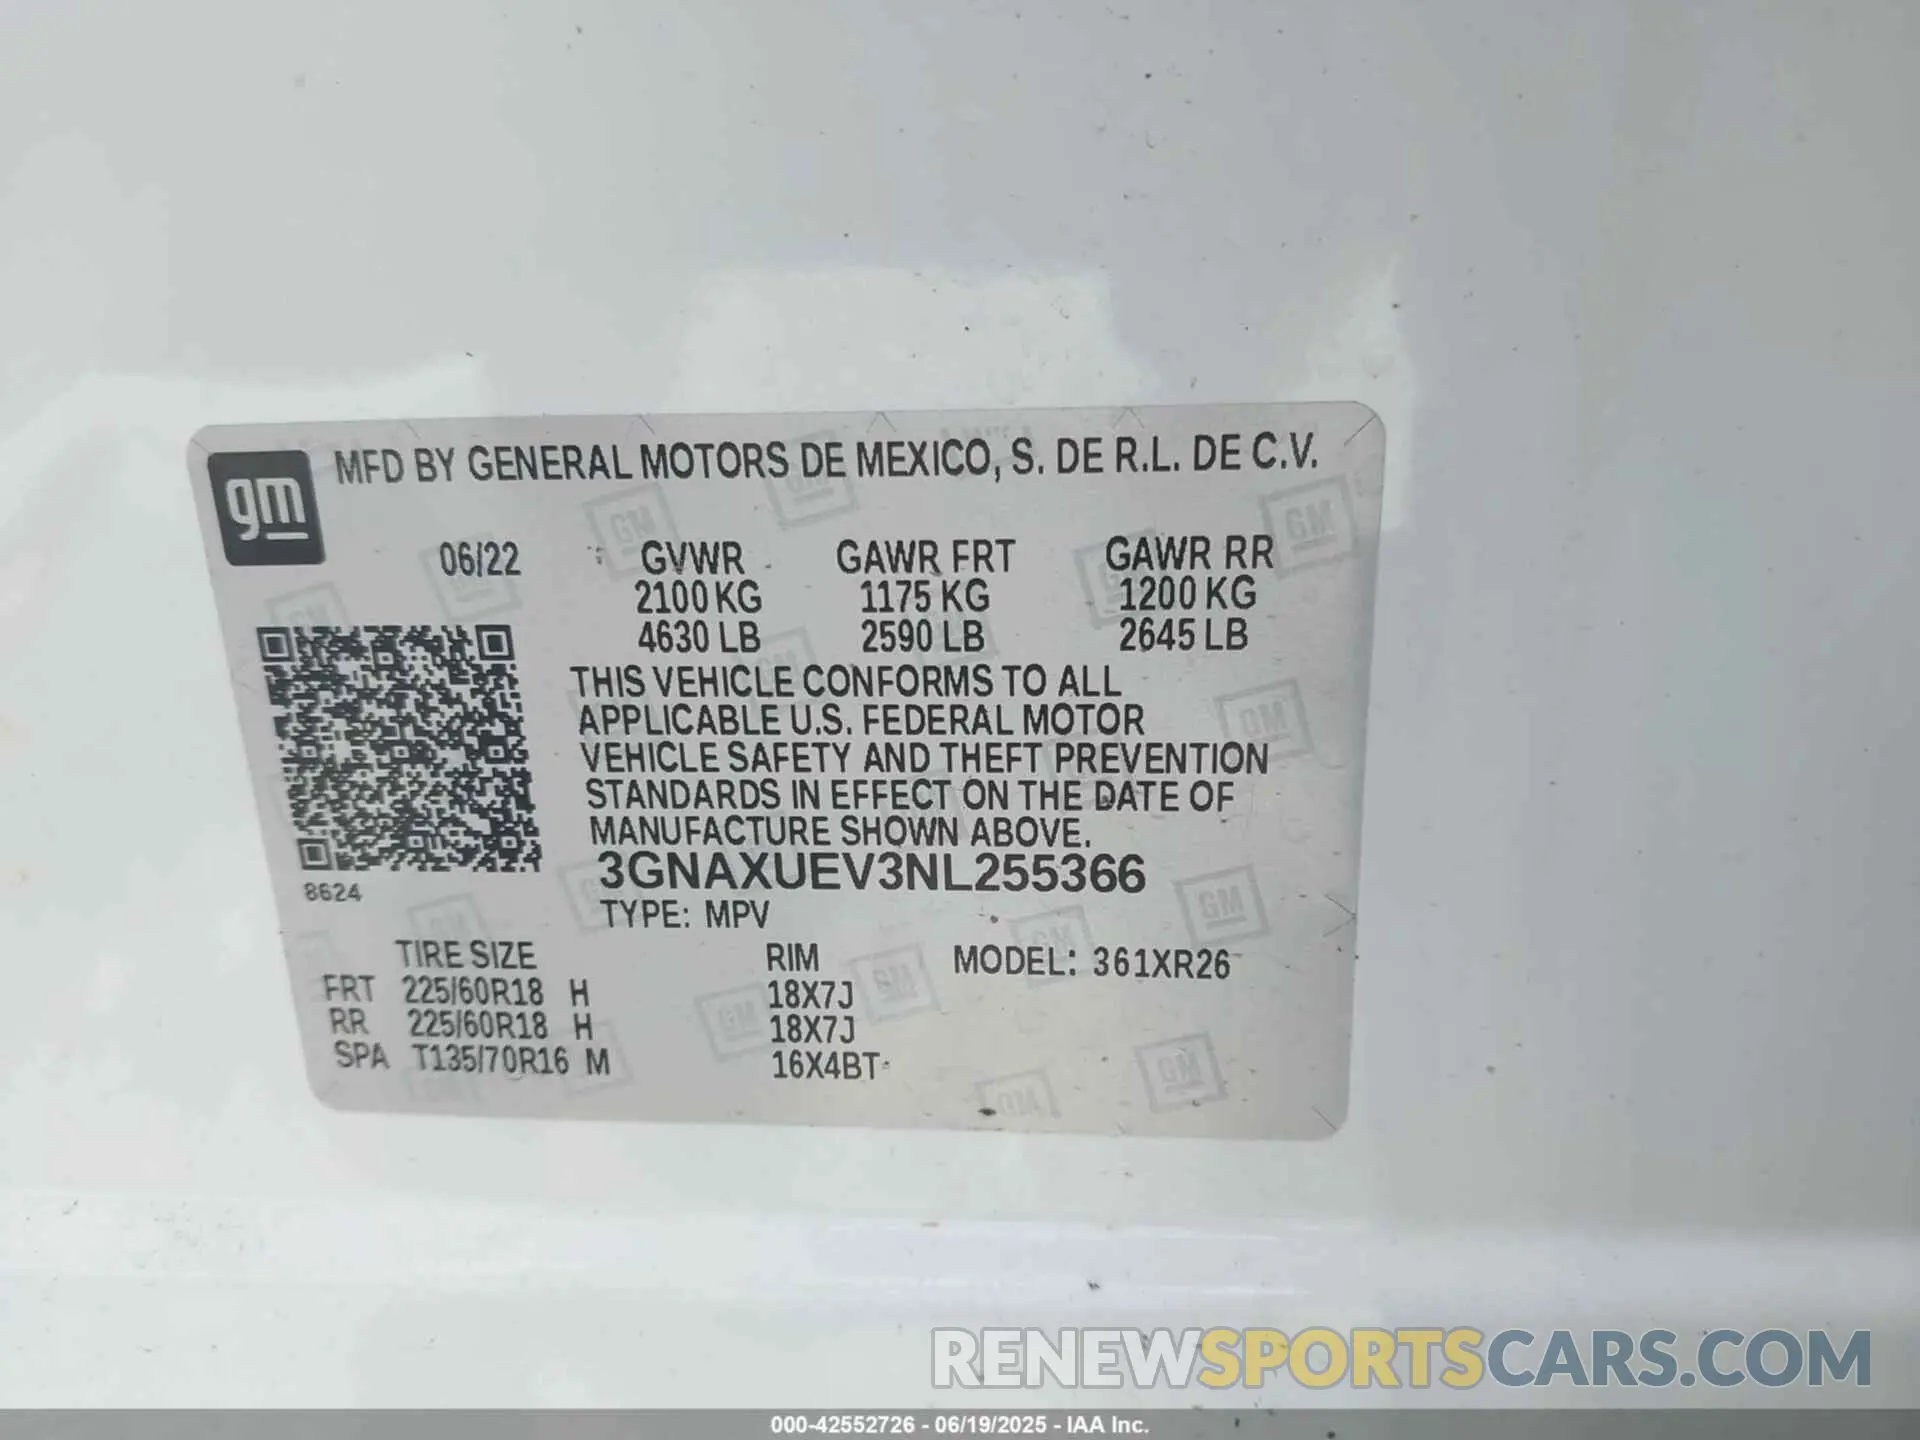 gm
MFD BY GENERAL MOTORS DE MEXICO, S. DE R.L. DE C.V.
06/22 GVWR GAWR FRT GAWR RR
2100 KG 1175 KG 1200 KG
4630 LB 2590 LB 2645 LB
THIS VEHICLE CONFORMS TO ALL
APPLICABLE U.S. FEDERAL MOTOR
VEHICLE SAFETY AND THEFT PREVENTION
STANDARDS IN EFFECT ON THE DATE OF
MANUFACTURE SHOWN ABOVE.
8624
3GNAXUEV3NL255366
TYPE: MPV
TIRE SIZE RIM MODEL: 361XR26
FRT 225/60R18 H 18X7J
RR 225/60R18 H 18X7J
SPA T135/70R16 M 16X4BT
RENEWSPORTSCARS.COM
000-42552726 - 06/19/2025 - IAA Inc.